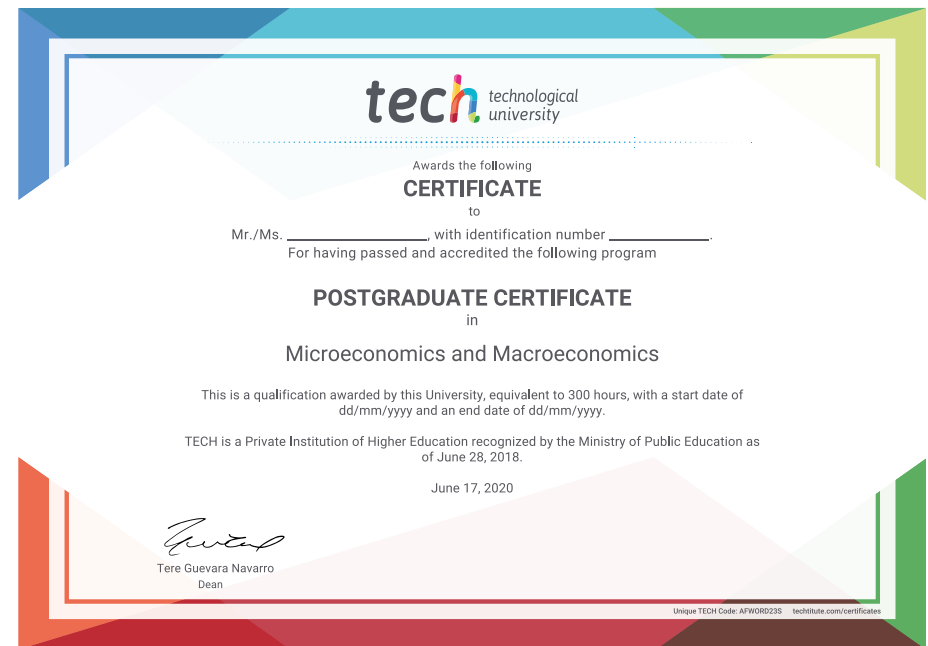 tech technological
university
Awards the following
CERTIFICATE
to
Mr./Ms. ____________________, with identification number ______________.
For having passed and accredited the following program
POSTGRADUATE CERTIFICATE
in
Microeconomics and Macroeconomics
This is a qualification awarded by this University, equivalent to 300 hours, with a start date of
dd/mm/yyyy and an end date of dd/mm/yyyy.
TECH is a Private Institution of Higher Education recognized by the Ministry of Public Education as
of June 28, 2018.
June 17, 2020
Tere Guevara Navarro
Dean
Unique TECH Code: AFWORD23S techtitute.com/certificates